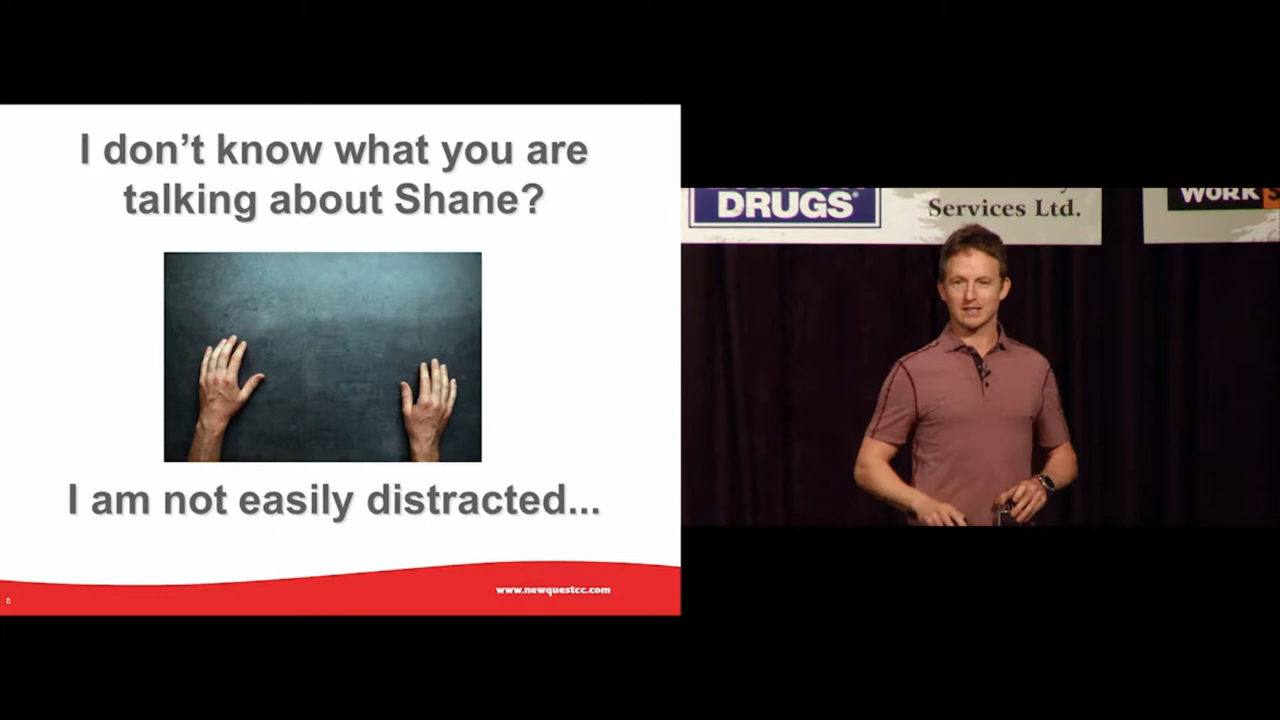 I don’t know what you are
talking about Shane?
I am not easily distracted...
www.newquestcc.com
DRUGS
Services Ltd.
WORK